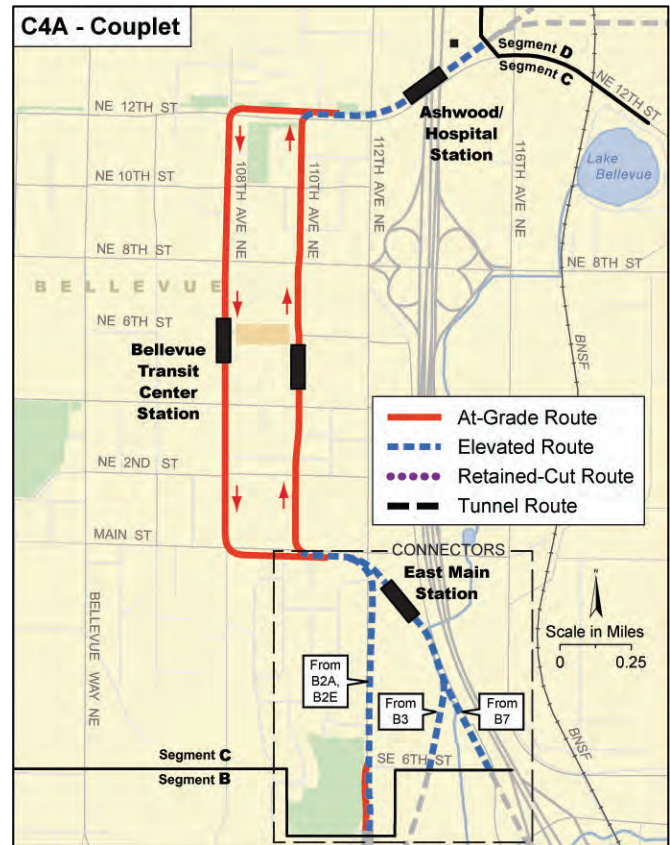 C4A - Couplet
Segment D
Segment C
NE 12TH ST
NE 12TH ST
Ashwood/
Hospital
Station
Lake
Bellevue
108TH AVE NE
110TH AVE NE
112TH AVE NE
116TH AVE NE
NE 10TH ST
NE 8TH ST
NE 8TH ST
BELLEVUE
NE 6TH ST
BNSF
Bellevue
Transit
Center
Station
At-Grade Route
Elevated Route
Retained-Cut Route
Tunnel Route
NE 2ND ST
MAIN ST
CONNECTORS
East Main
Station
BELLEVUE WAY NE
Scale in Miles
0 0.25
From
B2A,
B2E
From
B3
From
B7
BNSF
Segment C
Segment B
SE 6TH ST